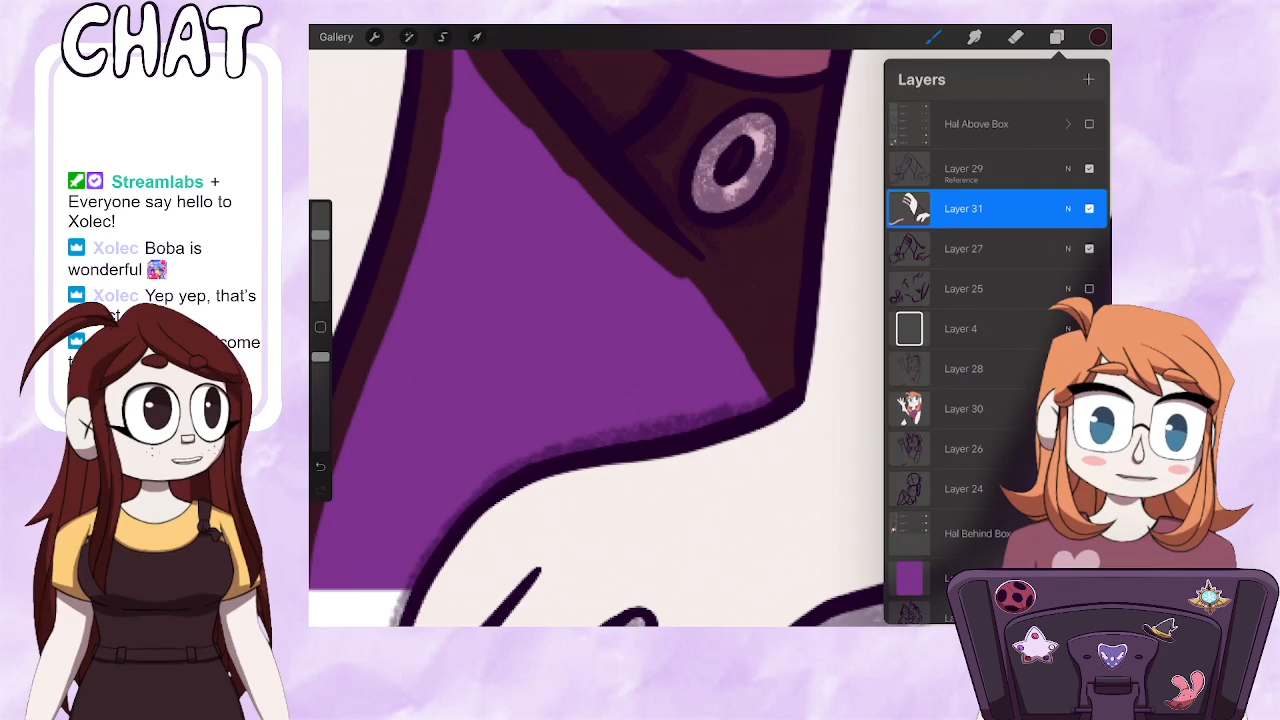 CHAT
Streamlabs +
Everyone say hello to
Xolec!
Xolec Boba is
wonderful
Xolec Yep yep, that's
Gallery
Layers
Hal Above Box
Layer 29 N
Reference
Layer 31 N
Layer 27 N
Layer 25 N
Layer 4 N
Layer 28
Layer 30
Layer 26
Layer 24
Hal Behind Box